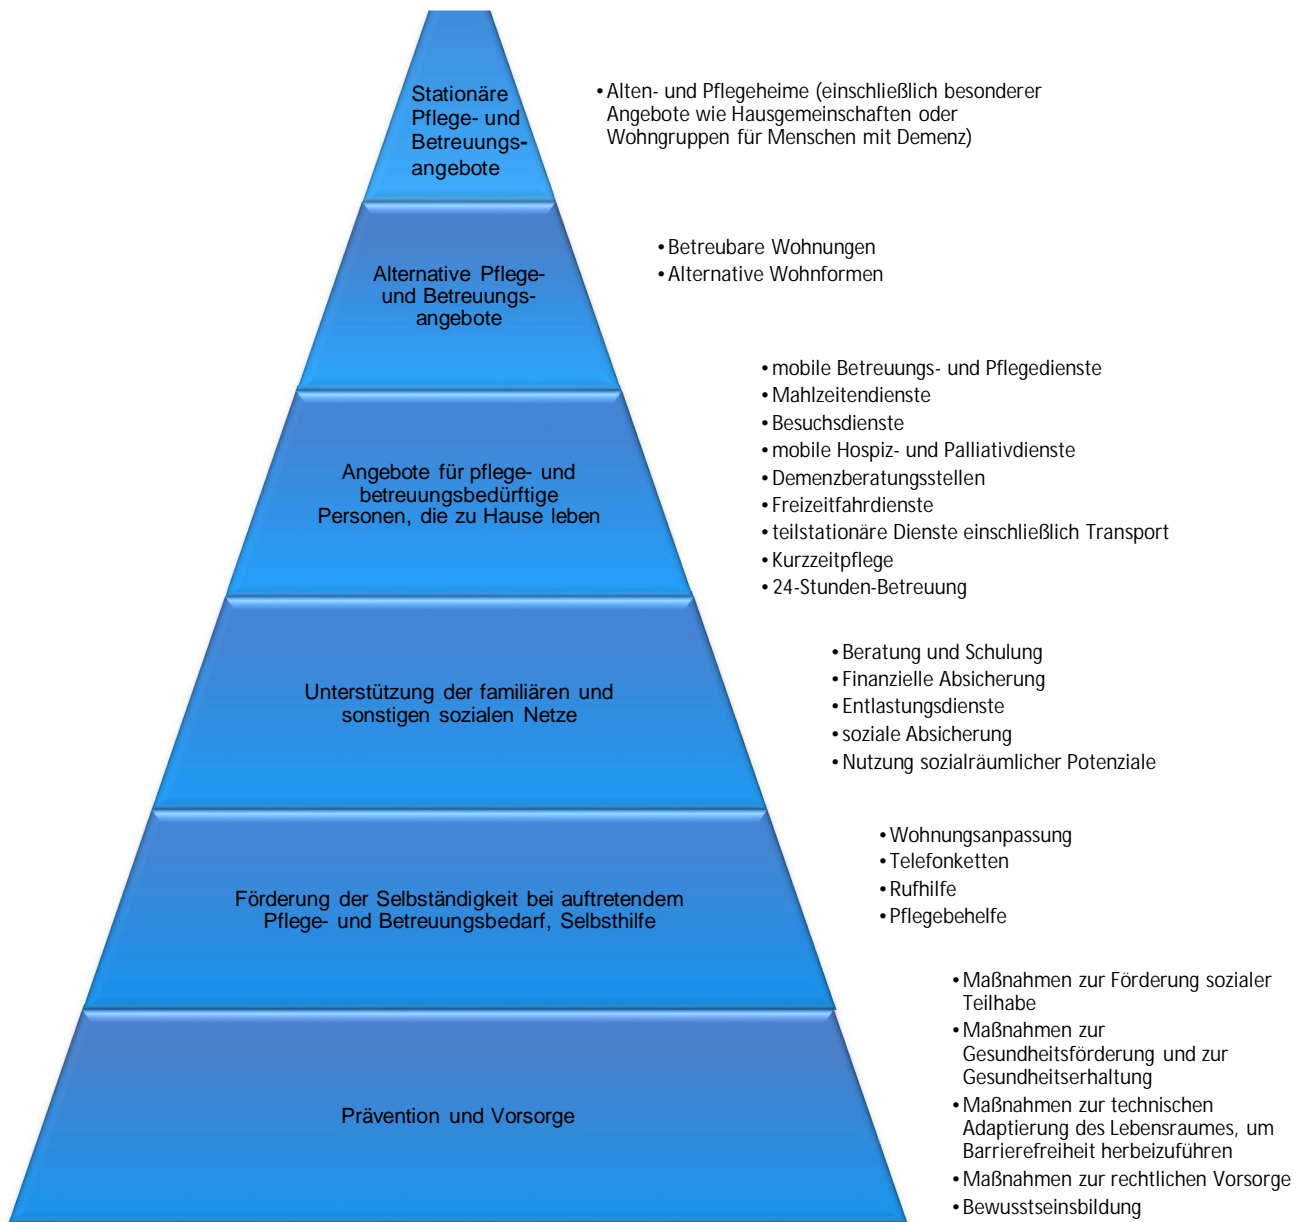 Stationäre
Pflege- und
Betreuungs-
angebote
• Alten- und Pflegeheime (einschließlich besonderer
Angebote wie Hausgemeinschaften oder
Wohngruppen für Menschen mit Demenz)
Alternative Pflege-
und Betreuungs-
angebote
• Betreubare Wohnungen
• Alternative Wohnformen
Angebote für pflege- und
betreuungsbedürftige
Personen, die zu Hause leben
• mobile Betreuungs- und Pflegedienste
• Mahlzeitendienste
• Besuchsdienste
• mobile Hospiz- und Palliativdienste
• Demenzberatungsstellen
• Freizeitfahrdienste
• teilstationäre Dienste einschließlich Transport
• Kurzzeitpflege
• 24-Stunden-Betreuung
Unterstützung der familiären und
sonstigen sozialen Netze
• Beratung und Schulung
• Finanzielle Absicherung
• Entlastungsdienste
• soziale Absicherung
• Nutzung sozialräumlicher Potenziale
Förderung der Selbständigkeit bei auftretendem
Pflege- und Betreuungsbedarf, Selbsthilfe
• Wohnungsanpassung
• Telefonketten
• Rufhilfe
• Pflegebehelfe
Prävention und Vorsorge
• Maßnahmen zur Förderung sozialer
Teilhabe
• Maßnahmen zur
Gesundheitsförderung und zur
Gesundheitserhaltung
• Maßnahmen zur technischen
Adaptierung des Lebensraumes, um
Barrierefreiheit herbeizuführen
• Maßnahmen zur rechtlichen Vorsorge
• Bewusstseinsbildung